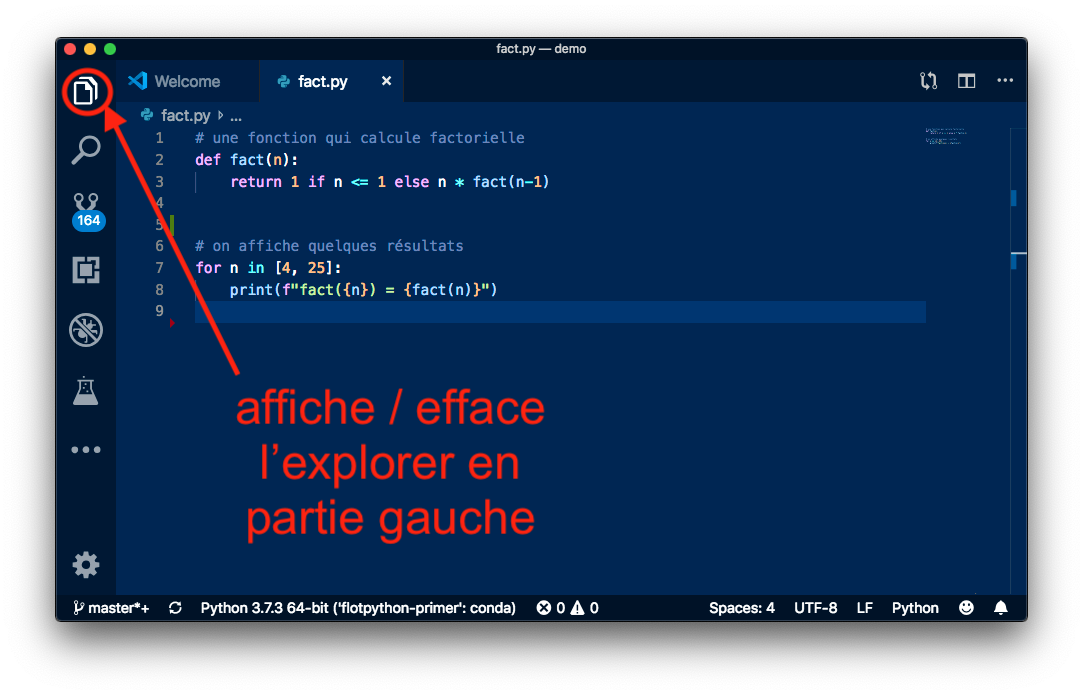 fact.py — demo
Welcome
fact.py
fact.py ...
1 # une fonction qui calcule factorielle
2 def fact(n):
3 return 1 if n <= 1 else n * fact(n-1)
4
5
6 # on affiche quelques résultats
7 for n in [4, 25]:
8 print(f"fact({n}) = {fact(n)}")
9
164
affiche / efface
l’explorer en
partie gauche
master*+ Python 3.7.3 64-bit ('flotpython-primer': conda) 0 0 Spaces: 4 UTF-8 LF Python